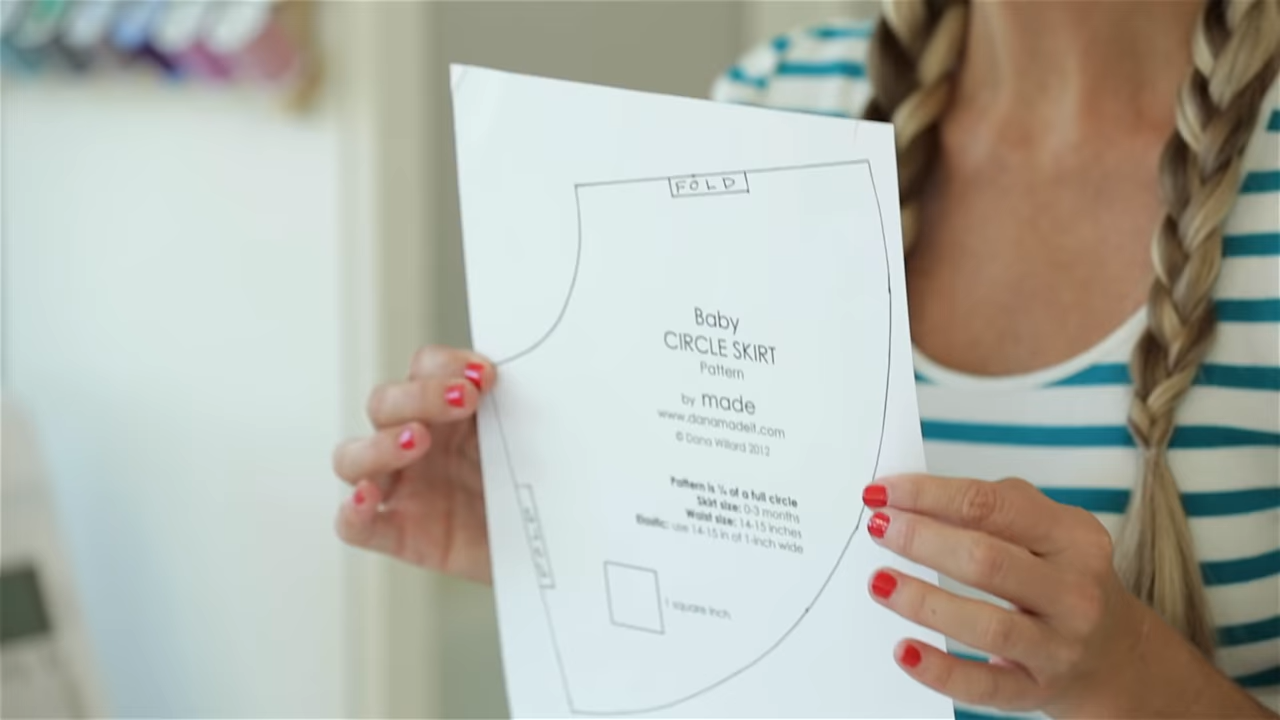 FOLD
Baby
CIRCLE SKIRT
Pattern
by made
www.danamadeit.com
© Dana Willard 2012
Pattern is ¼ of a full circle
Skirt size: 0-3 months
Waist size: 14-15 inches
Elastic: use 14-15 in of 1-inch wide
1 square inch